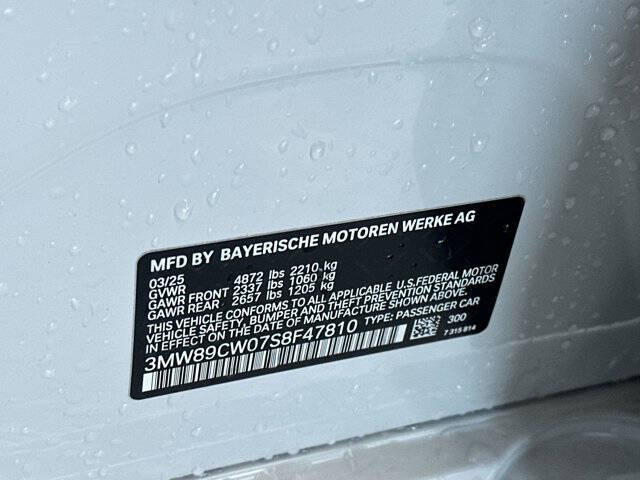 MFD BY BAYERISCHE MOTOREN WERKE AG
03/25
GVWR 4872 lbs 2210 kg
GAWR FRONT 2337 lbs 1060 kg
GAWR REAR 2657 lbs 1205 kg
THIS VEHICLE CONFORMS TO ALL APPLICABLE U.S. FEDERAL MOTOR
VEHICLE SAFETY, BUMPER AND THEFT PREVENTION STANDARDS
IN EFFECT ON THE DATE OF MANUFACTURE SHOWN ABOVE.
3MW89CW07S8F47810 TYPE: PASSENGER CAR
300
7 315 814